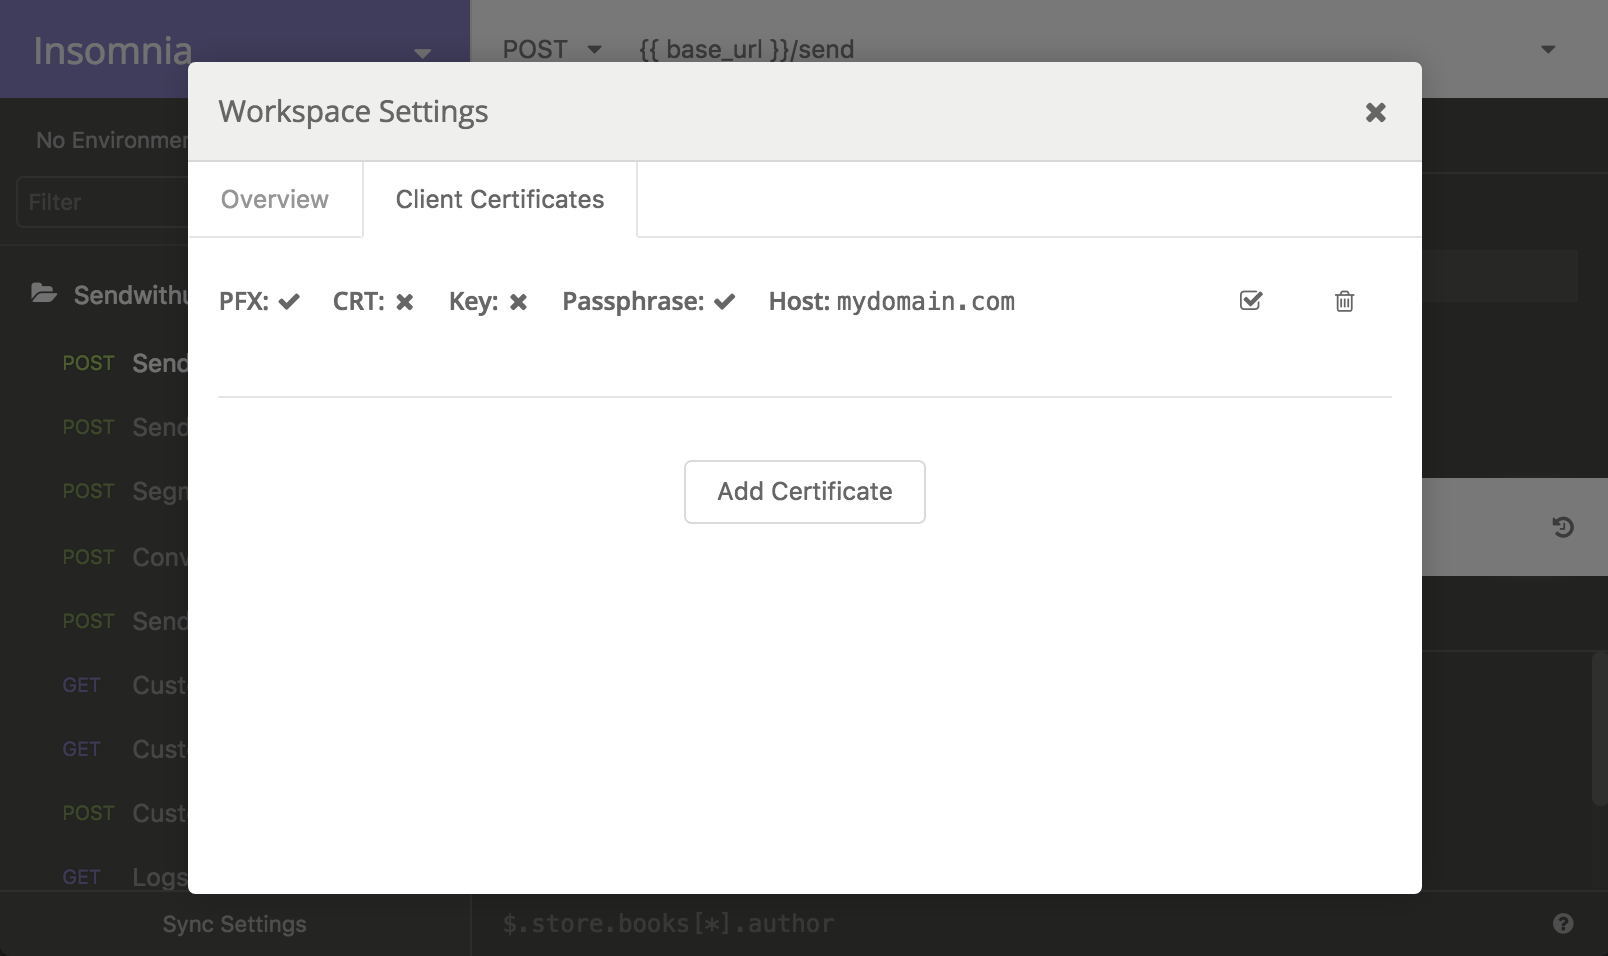 Insomnia
POST {{ base_url }}/send
Workspace Settings
No Environmen
Overview Client Certificates
Filter
Sendwithu
PFX: CRT: Key: Passphrase: Host: mydomain.com
POST Send
POST Send
POST Segm
Add Certificate
POST Conv
POST Send
GET Cust
GET Cust
POST Cust
GET Logs
Sync Settings
$.store.books[*].author